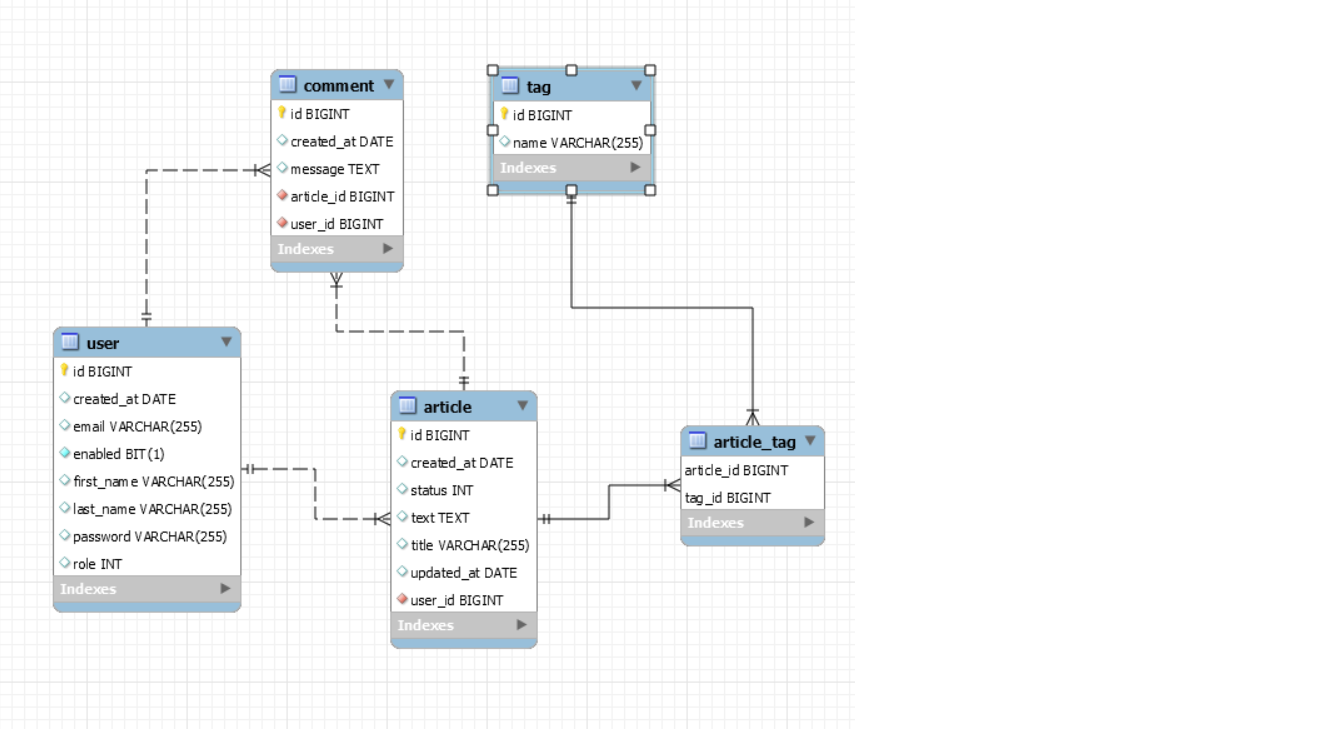 comment
id BIGINT
created_at DATE
message TEXT
article_id BIGINT
user_id BIGINT
Indexes
tag
id BIGINT
name VARCHAR(255)
Indexes
user
id BIGINT
created_at DATE
email VARCHAR(255)
enabled BIT(1)
first_name VARCHAR(255)
last_name VARCHAR(255)
password VARCHAR(255)
role INT
Indexes
article
id BIGINT
created_at DATE
status INT
text TEXT
title VARCHAR(255)
updated_at DATE
user_id BIGINT
Indexes
article_tag
article_id BIGINT
tag_id BIGINT
Indexes